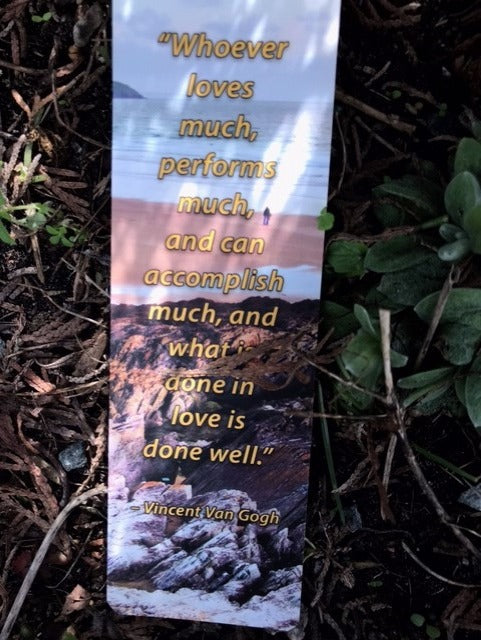 “Whoever
loves
much,
performs
much,
and can
accomplish
much, and
what is
done in
love is
done well.”
– Vincent Van Gogh